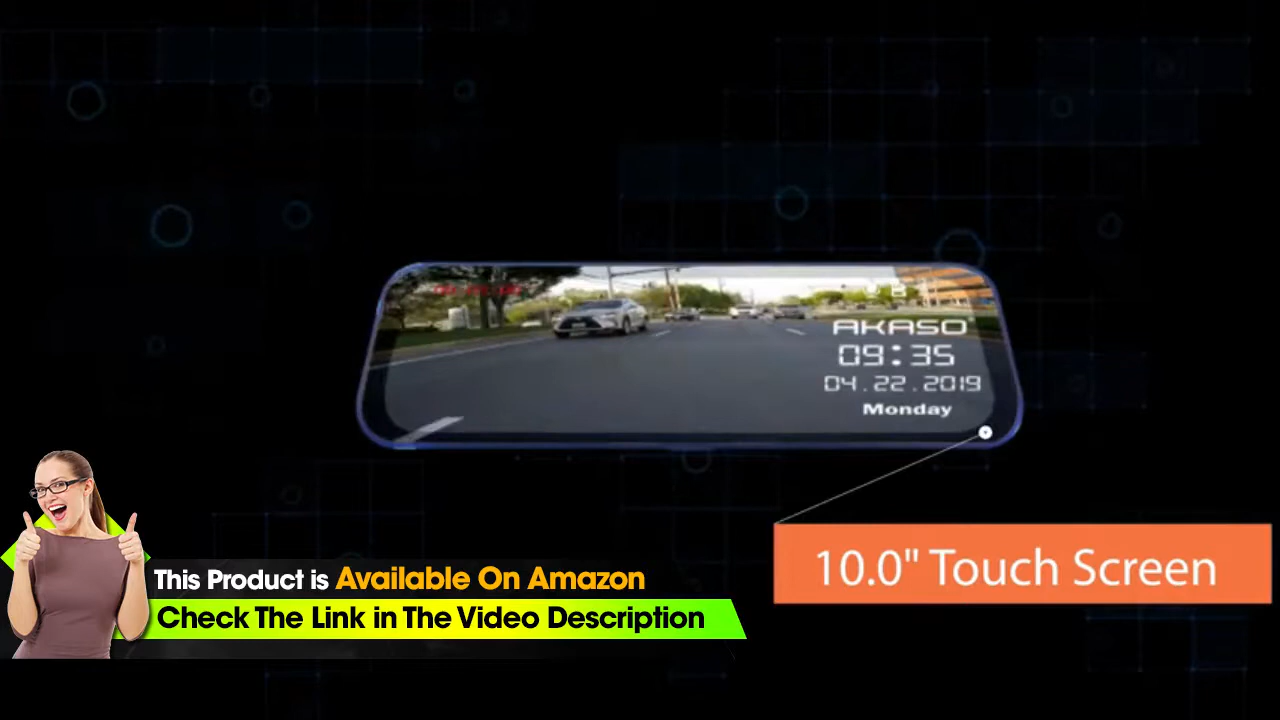 AKASO
09:35
04.22.2019
Monday
10.0" Touch Screen
This Product is Available On Amazon
Check The Link in The Video Description